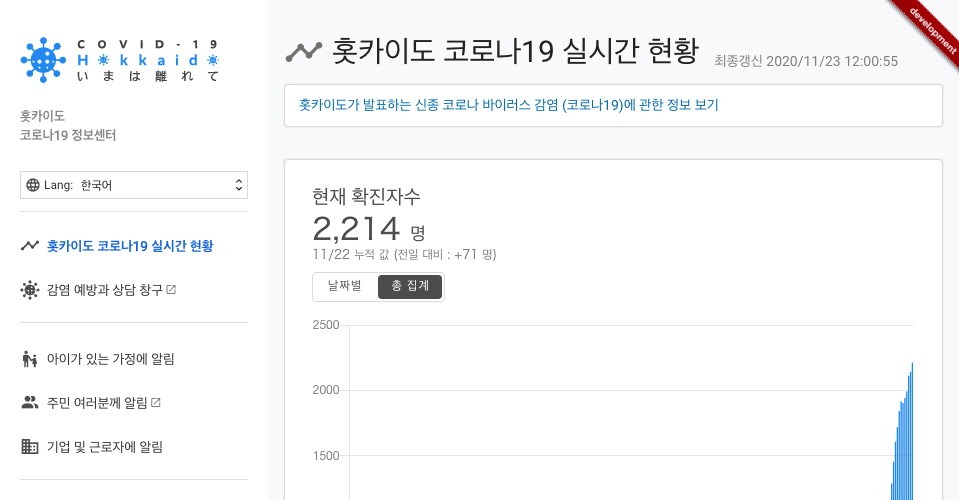 COVID-19
Hokkaido
いまは離れて
홋카이도
코로나19 정보센터
Lang: 한국어
홋카이도 코로나19 실시간 현황
감염 예방과 상담 창구
아이가 있는 가정에 알림
주민 여러분께 알림
기업 및 근로자에 알림
development
홋카이도 코로나19 실시간 현황
최종갱신 2020/11/23 12:00:55
홋카이도가 발표하는 신종 코로나 바이러스 감염 (코로나19)에 관한 정보 보기
현재 확진자수
2,214 명
11/22 누적 값 (전일 대비 : +71 명)
날짜별 총 집계
2500
2000
1500